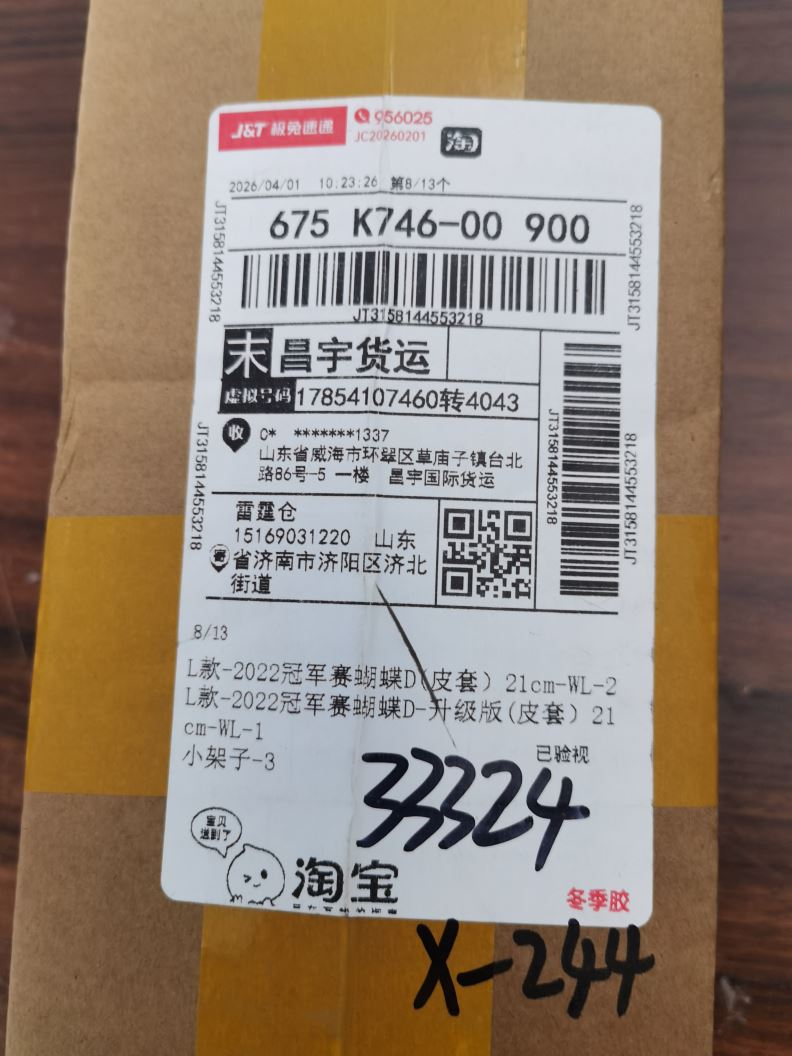 J&T 极兔速递
956025
JC20260201
淘
2026/04/01 10:23:26 第8/13个
675 K746-00 900
JT3158144553218
JT3158144553218
JT3158144553218
末 昌宇货运
虚拟号码 17854107460转4043
收
O* *******1337
山东省威海市环翠区草庙子镇台北
路86号-5 一楼 昌宇国际货运
JT3158144553218
JT3158144553218
JT3158144553218
雷霆仓
15169031220 山东
寄 省济南市济阳区济北
街道
8/13
L款-2022冠军赛蝴蝶D(皮套）21cm-WL-2
L款-2022冠军赛蝴蝶D-升级版(皮套）21
cm-WL-1
小架子-3
已验视
33324
宝贝
送到了
淘宝
冬季胶
X-244